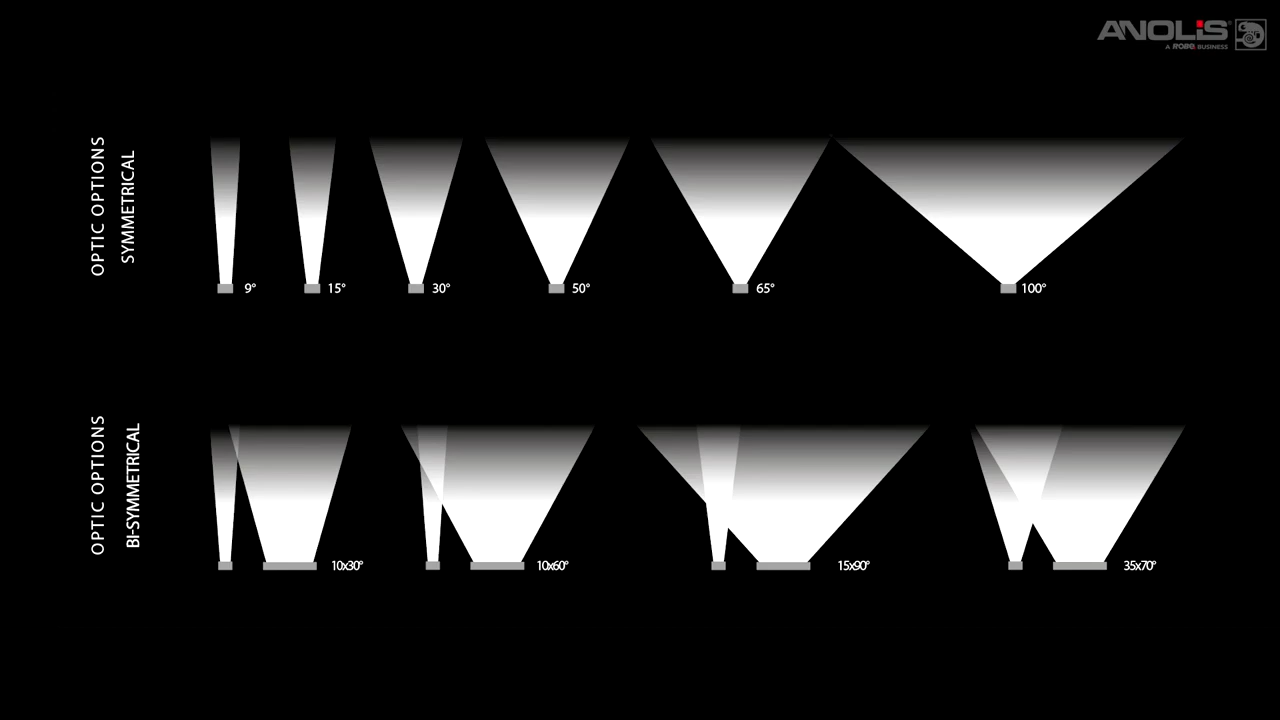 ANOLiS
A ROBE BUSINESS
OPTIC OPTIONS
SYMMETRICAL
9°
15°
30°
50°
65°
100°
OPTIC OPTIONS
BI-SYMMETRICAL
10x30°
10x60°
15x90°
35x70°